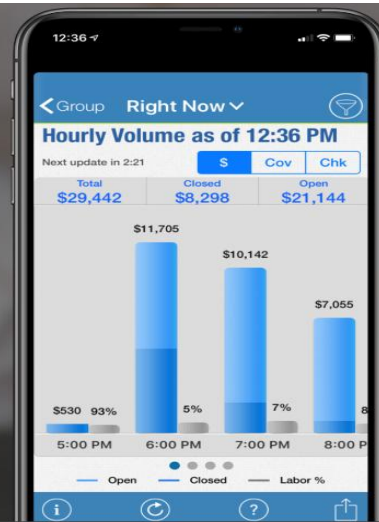 12:36
Group Right Now
Hourly Volume as of 12:36 PM
Next update in 2:21 $ Cov Chk
Total Closed Open
$29,442 $8,298 $21,144
$11,705
$10,142
$7,055
$530 93% 5% 7% 8
5:00 PM 6:00 PM 7:00 PM 8:00 P
Open Closed Labor %
i ?